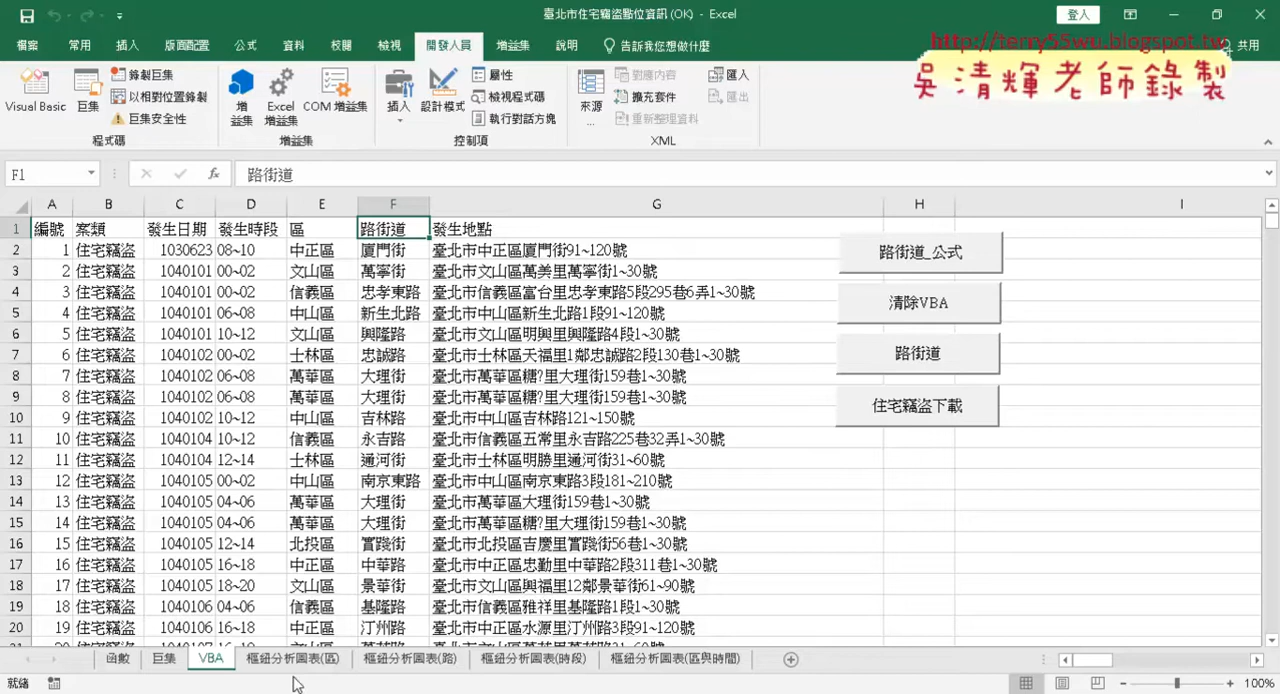 臺北市住宅竊盜點位資訊 (OK) - Excel
登入
檔案 常用 插入 版面配置 公式 資料 校閱 檢視 開發人員 增益集 說明 告訴我您想做什麼 共用
http://terry55wu.blogspot.tw
吳清輝老師錄製
Visual Basic 巨集 錄製巨集 以相對位置錄製 巨集安全性 程式碼
增益集 Excel 增益集 COM 增益集 增益集
插入 設計模式 屬性 檢視程式碼 執行對話方塊 控制項
來源... 對應內容 擴充套件 重新整理資料 匯入 匯出 XML
F1 fx 路街道
A B C D E F G H I
1 編號 案類 發生日期 發生時段 區 路街道 發生地點
2 1 住宅竊盜 1030623 08~10 中正區 廈門街 臺北市中正區廈門街91~120號
3 2 住宅竊盜 1040101 00~02 文山區 萬寧街 臺北市文山區萬美里萬寧街1~30號
4 3 住宅竊盜 1040101 00~02 信義區 忠孝東路 臺北市信義區富台里忠孝東路5段295巷6弄1~30號
5 4 住宅竊盜 1040101 06~08 中山區 新生北路 臺北市中山區新生北路1段91~120號
6 5 住宅竊盜 1040101 10~12 文山區 興隆路 臺北市文山區明興里興隆路4段1~30號
7 6 住宅竊盜 1040102 00~02 士林區 忠誠路 臺北市士林區天福里1鄰忠誠路2段130巷1~30號
8 7 住宅竊盜 1040102 06~08 萬華區 大理街 臺北市萬華區糖?里大理街159巷1~30號
9 8 住宅竊盜 1040102 06~08 萬華區 大理街 臺北市萬華區糖?里大理街159巷1~30號
10 9 住宅竊盜 1040102 10~12 中山區 吉林路 臺北市中山區吉林路121~150號
11 10 住宅竊盜 1040104 10~12 信義區 永吉路 臺北市信義區五常里永吉路225巷32弄1~30號
12 11 住宅竊盜 1040104 12~14 士林區 通河街 臺北市士林區明勝里通河街31~60號
13 12 住宅竊盜 1040105 00~02 中山區 南京東路 臺北市中山區南京東路3段181~210號
14 13 住宅竊盜 1040105 04~06 萬華區 大理街 臺北市萬華區大理街159巷1~30號
15 14 住宅竊盜 1040105 04~06 萬華區 大理街 臺北市萬華區糖?里大理街159巷1~30號
16 15 住宅竊盜 1040105 12~14 北投區 實踐街 臺北市北投區吉慶里實踐街56巷1~30號
17 16 住宅竊盜 1040105 16~18 中正區 中華路 臺北市中正區忠勤里中華路2段311巷1~30號
18 17 住宅竊盜 1040105 18~20 文山區 景華街 臺北市文山區興福里12鄰景華街61~90號
19 18 住宅竊盜 1040106 04~06 信義區 基隆路 臺北市信義區雅祥里基隆路1段1~30號
20 19 住宅竊盜 1040106 16~18 中正區 汀州路 臺北市中正區水源里汀州路3段91~120號
路街道_公式
清除VBA
路街道
住宅竊盜下載
函數 巨集 VBA 樞鈕分析圖表(區) 樞鈕分析圖表(路) 樞鈕分析圖表(時段) 樞鈕分析圖表(區與時間)
就緒 100%